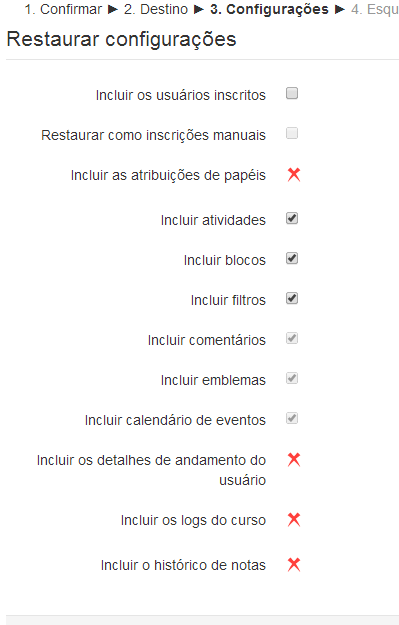 1. Confirmar ► 2. Destino ► 3. Configurações ► 4. Esqu
Restaurar configurações
Incluir os usuários inscritos
Restaurar como inscrições manuais
Incluir as atribuições de papéis
Incluir atividades
Incluir blocos
Incluir filtros
Incluir comentários
Incluir emblemas
Incluir calendário de eventos
Incluir os detalhes de andamento do
usuário
Incluir os logs do curso
Incluir o histórico de notas